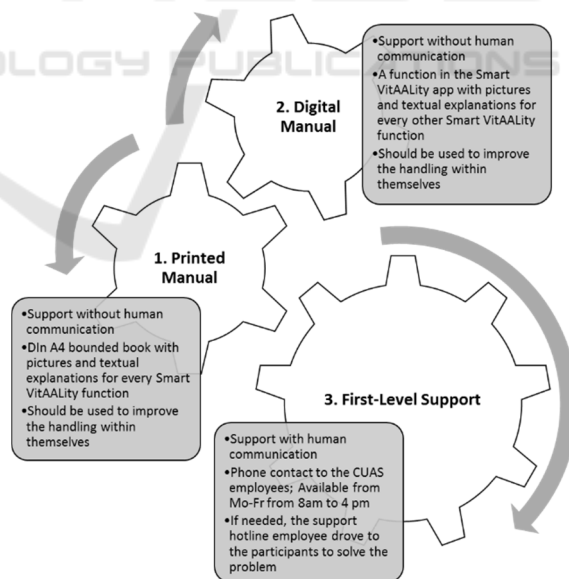 OLOGY PUBLICATIONS
2. Digital
Manual
•Support without human
communication
•A function in the Smart
VitAALity app with pictures
and textual explanations for
every other Smart VitAALity
function
•Should be used to improve
the handling within
themselves
1. Printed
Manual
•Support without human
communication
•DIn A4 bounded book with
pictures and textual
explanations for every Smart
VitAALity function
•Should be used to improve
the handling within
themselves
3. First-Level Support
•Support with human
communication
•Phone contact to the CUAS
employees; Available from
Mo-Fr from 8am to 4 pm
•If needed, the support
hotline employee drove to
the participants to solve the
problem